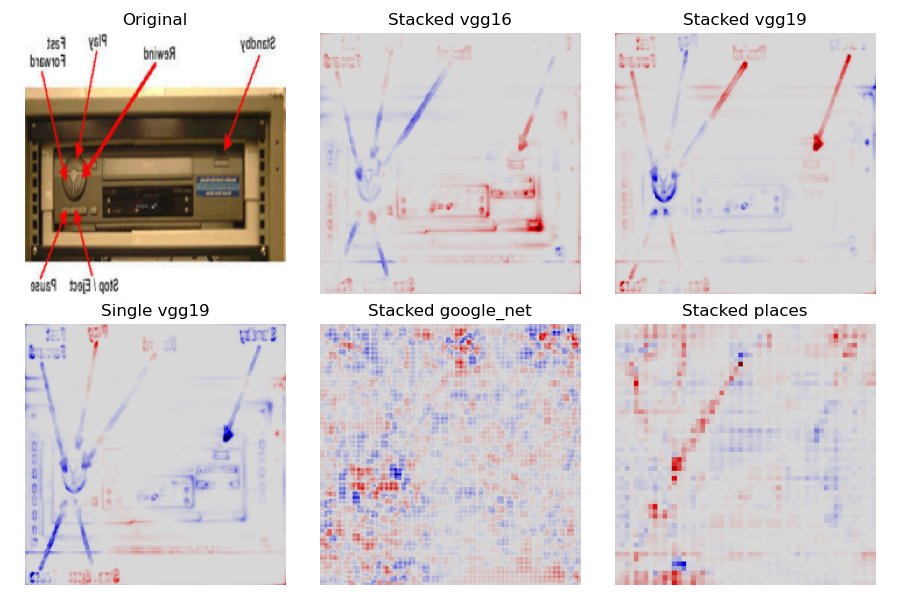 Original
Stacked vgg16
Stacked vgg19
Fast
Forward
Play
Rewind
Standby
Pause
Stop / Eject
Single vgg19
Stacked google_net
Stacked places